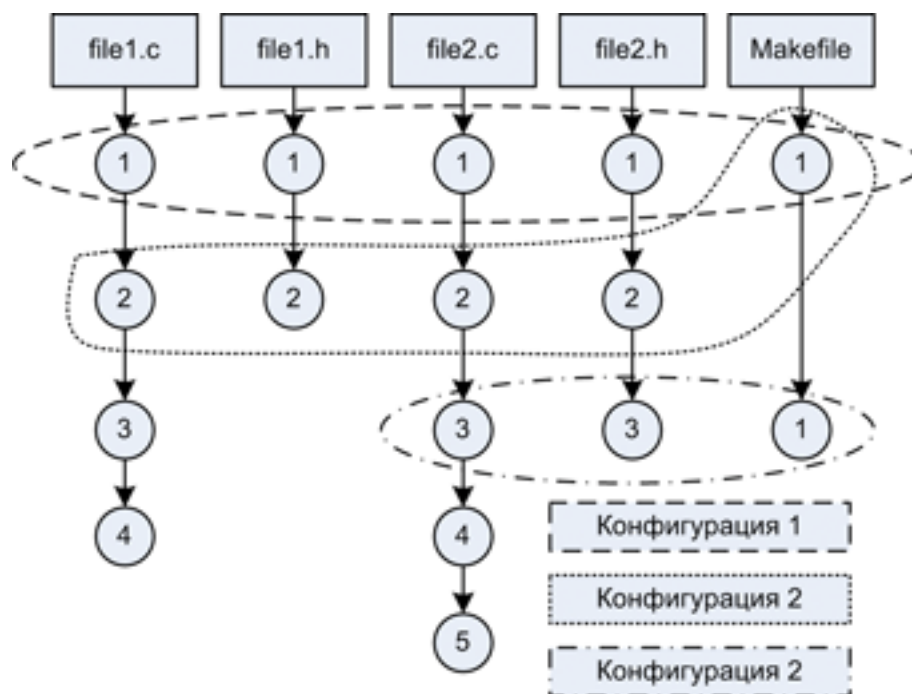 file1.c file1.h file2.c file2.h Makefile
1 1 1 1 1
2 2 2 2
3 3 3 1
4 4
Конфигурация 1
Конфигурация 2
5
Конфигурация 2